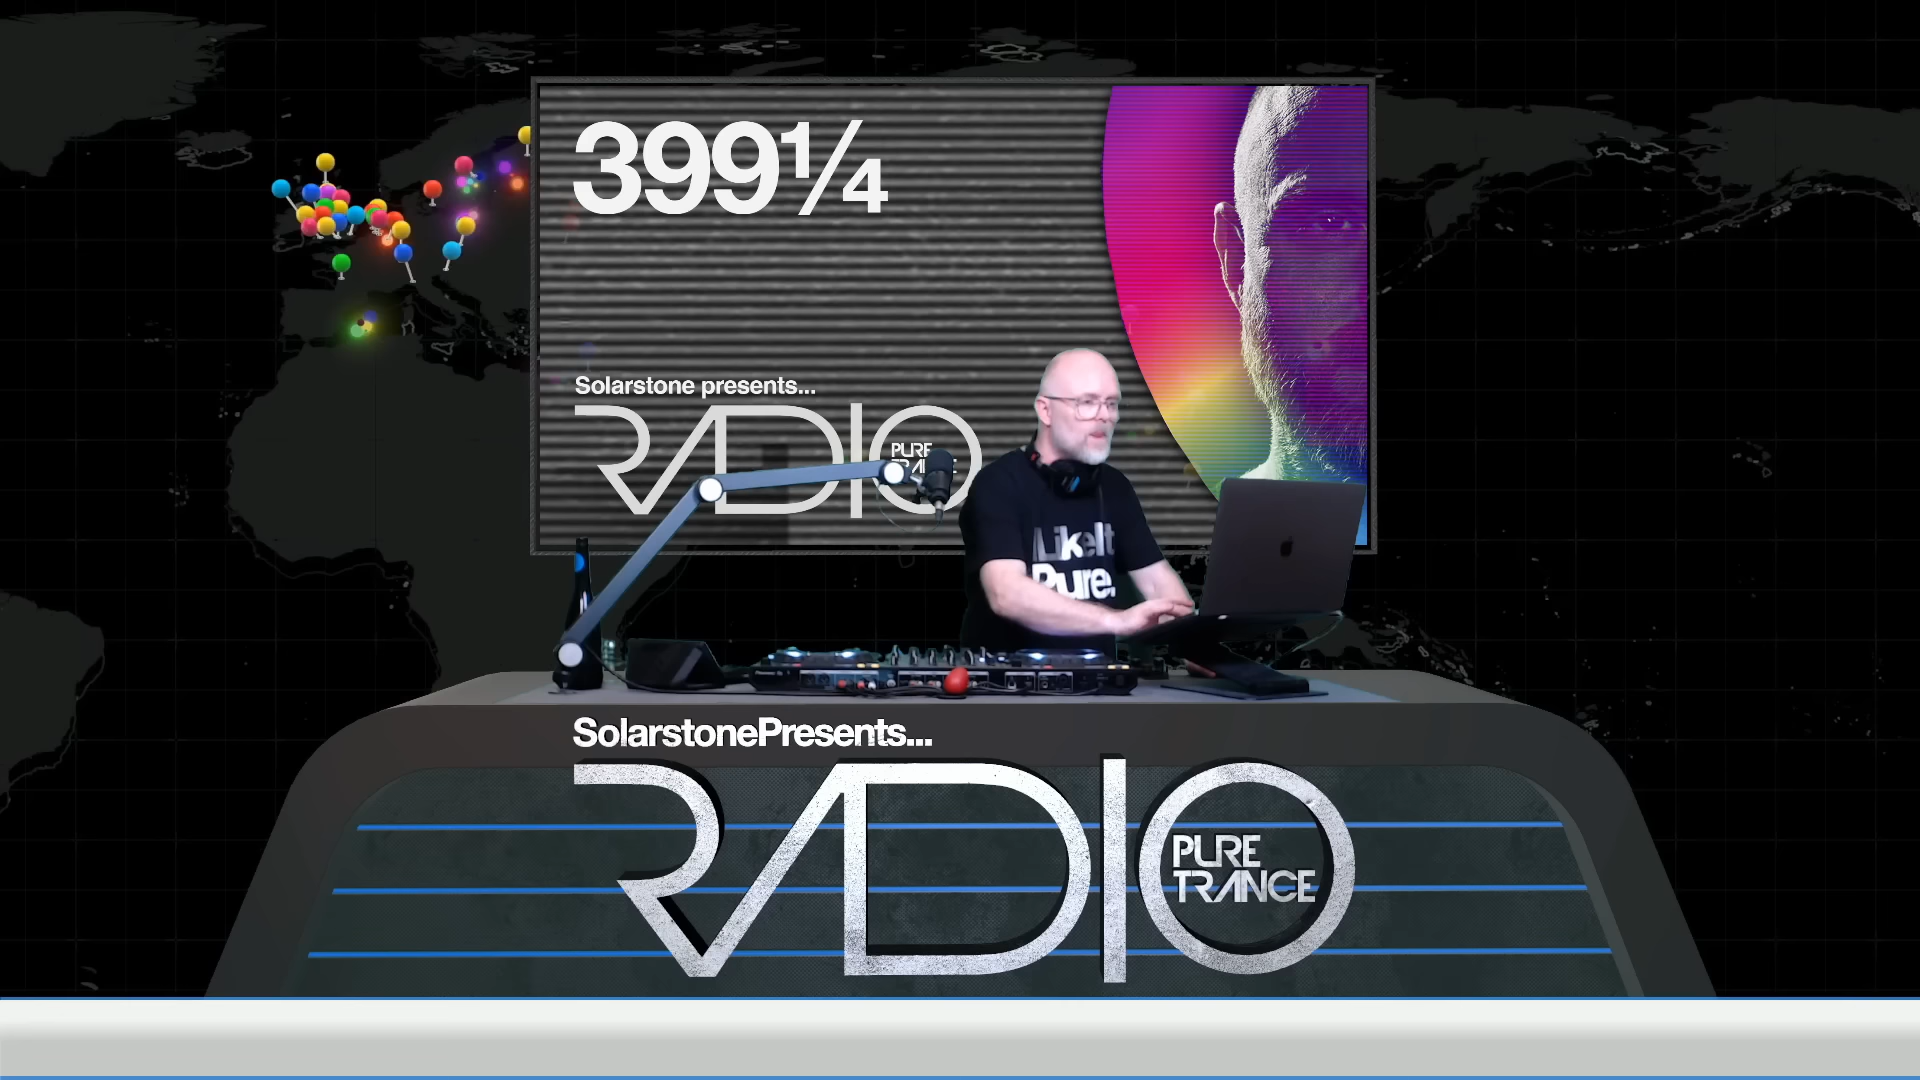 399¼
Solarstone presents...
RADIO
PURE
TRANCE
Like It
Pure.
SolarstonePresents...
RADIO
PURE
TRANCE